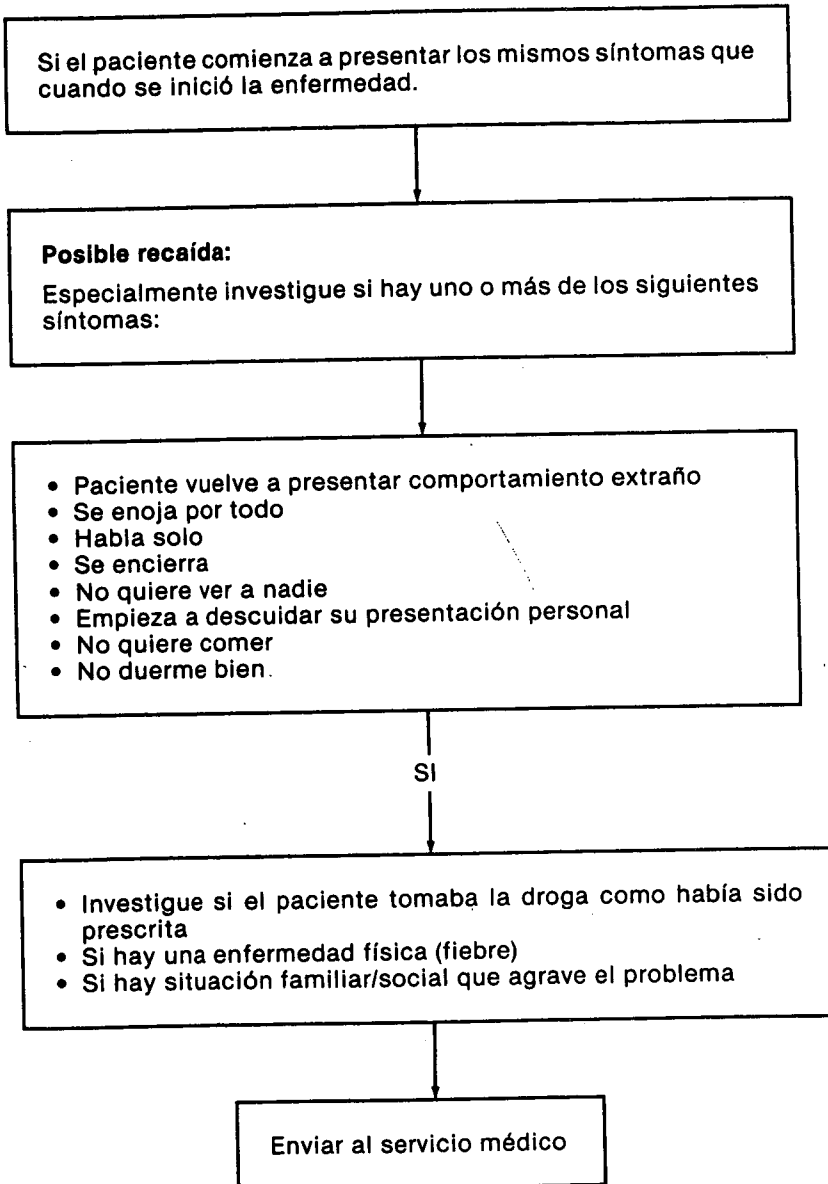 Si el paciente comienza a presentar los mismos síntomas que
cuando se inició la enfermedad.
Posible recaída:
Especialmente investigue si hay uno o más de los siguientes
síntomas:
• Paciente vuelve a presentar comportamiento extraño
• Se enoja por todo
• Habla solo
• Se encierra
• No quiere ver a nadie
• Empieza a descuidar su presentación personal
• No quiere comer
• No duerme bien.
SI
• Investigue si el paciente tomaba la droga como había sido
prescrita
• Si hay una enfermedad física (fiebre)
• Si hay situación familiar/social que agrave el problema
Enviar al servicio médico